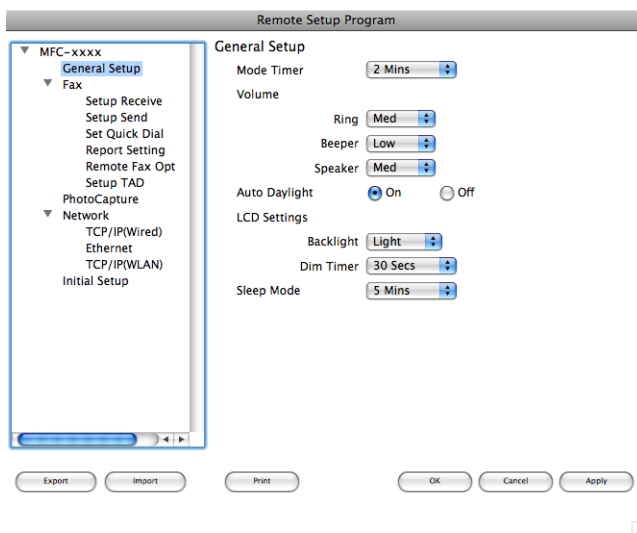 Remote Setup Program
MFC-xxxx
General Setup
Fax
Setup Receive
Setup Send
Set Quick Dial
Report Setting
Remote Fax Opt
Setup TAD
PhotoCapture
Network
TCP/IP(Wired)
Ethernet
TCP/IP(WLAN)
Initial Setup
General Setup
Mode Timer 2 Mins
Volume
Ring Med
Beeper Low
Speaker Med
Auto Daylight On Off
LCD Settings
Backlight Light
Dim Timer 30 Secs
Sleep Mode 5 Mins
Export Import Print OK Cancel Apply